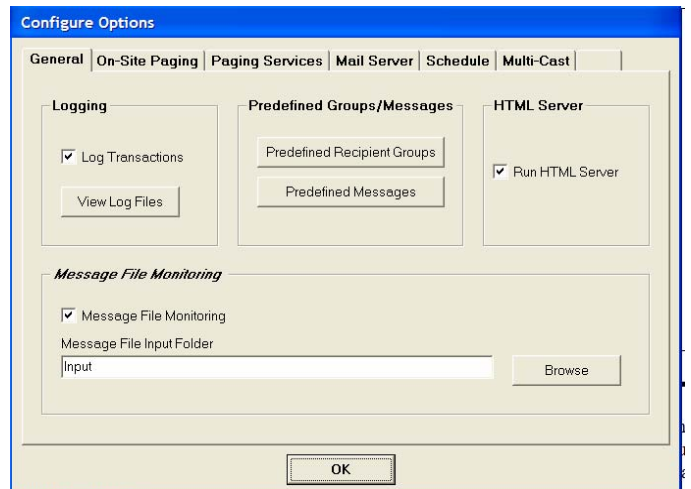 Configure Options
General On-Site Paging Paging Services Mail Server Schedule Multi-Cast
Logging
Log Transactions
View Log Files
Predefined Groups/Messages
Predefined Recipient Groups
Predefined Messages
HTML Server
Run HTML Server
Message File Monitoring
Message File Monitoring
Message File Input Folder
Input
Browse
OK